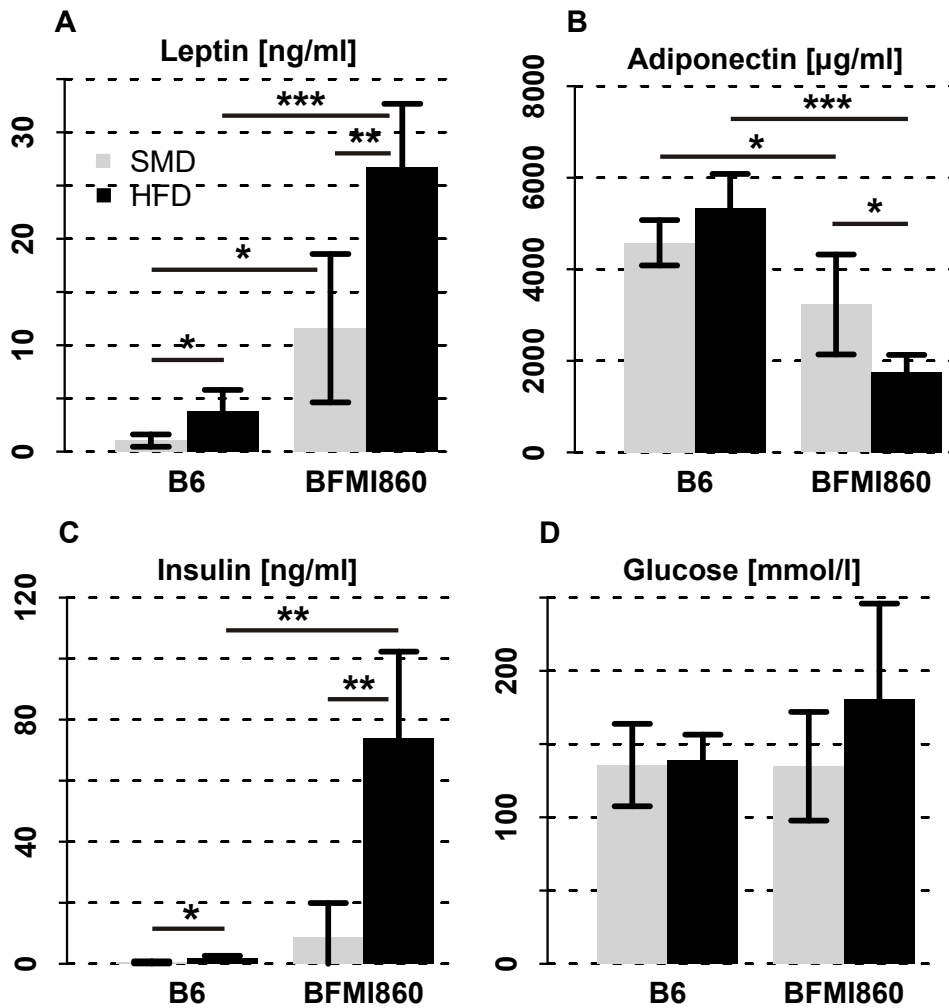 A
Leptin [ng/ml]
30
20
10
0
SMD
HFD
***
**
*
*
B6 BFMI860
B
Adiponectin [µg/ml]
8000
6000
4000
2000
0
***
*
*
B6 BFMI860
C
Insulin [ng/ml]
120
80
40
0
**
**
*
B6 BFMI860
D
Glucose [mmol/l]
200
100
0
B6 BFMI860